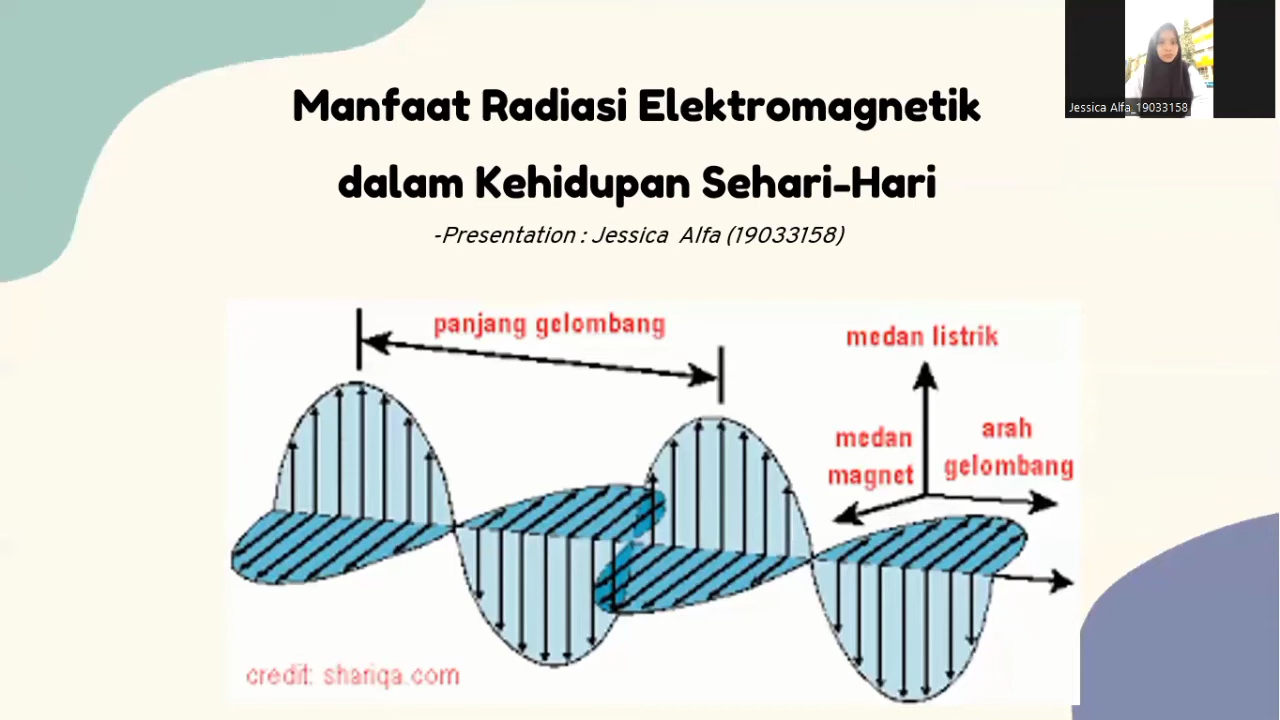 Manfaat Radiasi Elektromagnetik
dalam Kehidupan Sehari-Hari
-Presentation : Jessica Alfa (19033158)
Jessica Alfa_19033158
panjang gelombang
medan listrik
medan
magnet
arah
gelombang
credit: shariqa.com